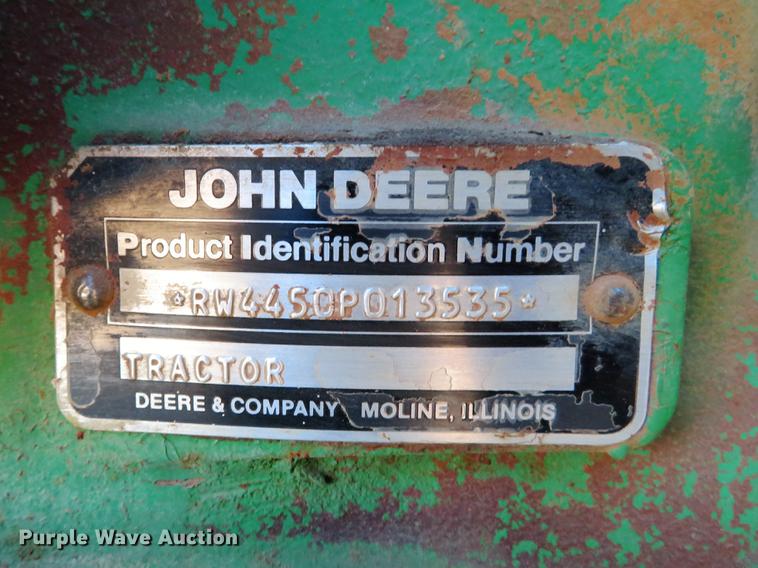 JOHN DEERE
Product Identification Number
*RW4450P013535*
TRACTOR
DEERE & COMPANY MOLINE, ILLINOIS
Purple Wave Auction